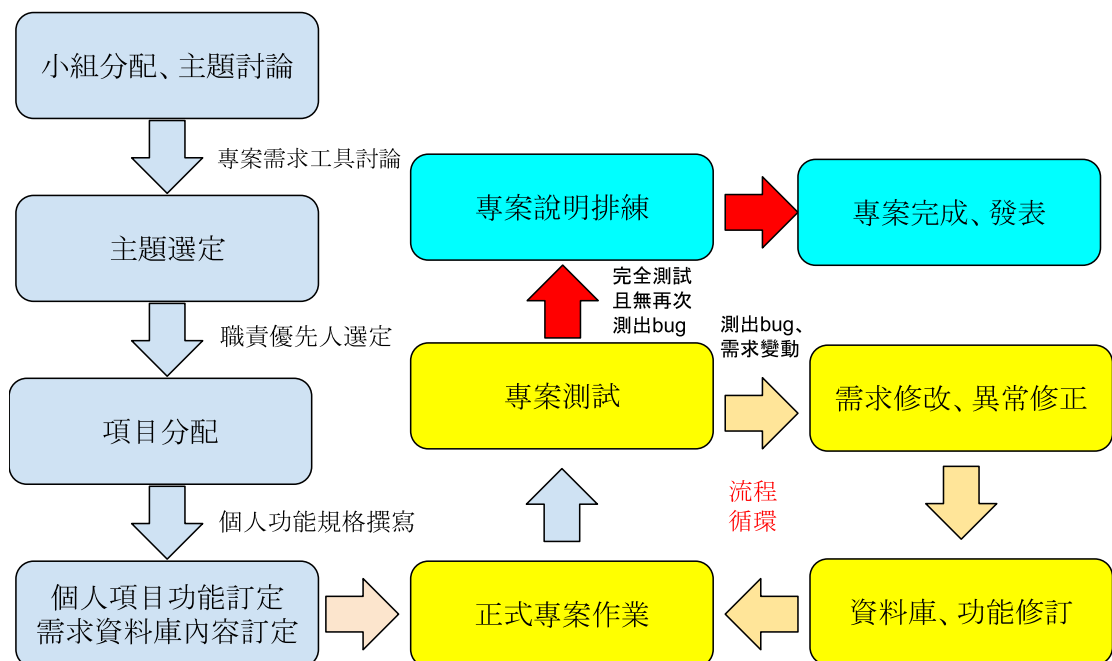 小組分配、主題討論
專案需求工具討論
主題選定
職責優先人選定
項目分配
個人功能規格撰寫
個人項目功能訂定
需求資料庫內容訂定
正式專案作業
專案測試
完全測試
且無再次
測出bug
專案說明排練
專案完成、發表
測出bug、
需求變動
需求修改、異常修正
流程
循環
資料庫、功能修訂